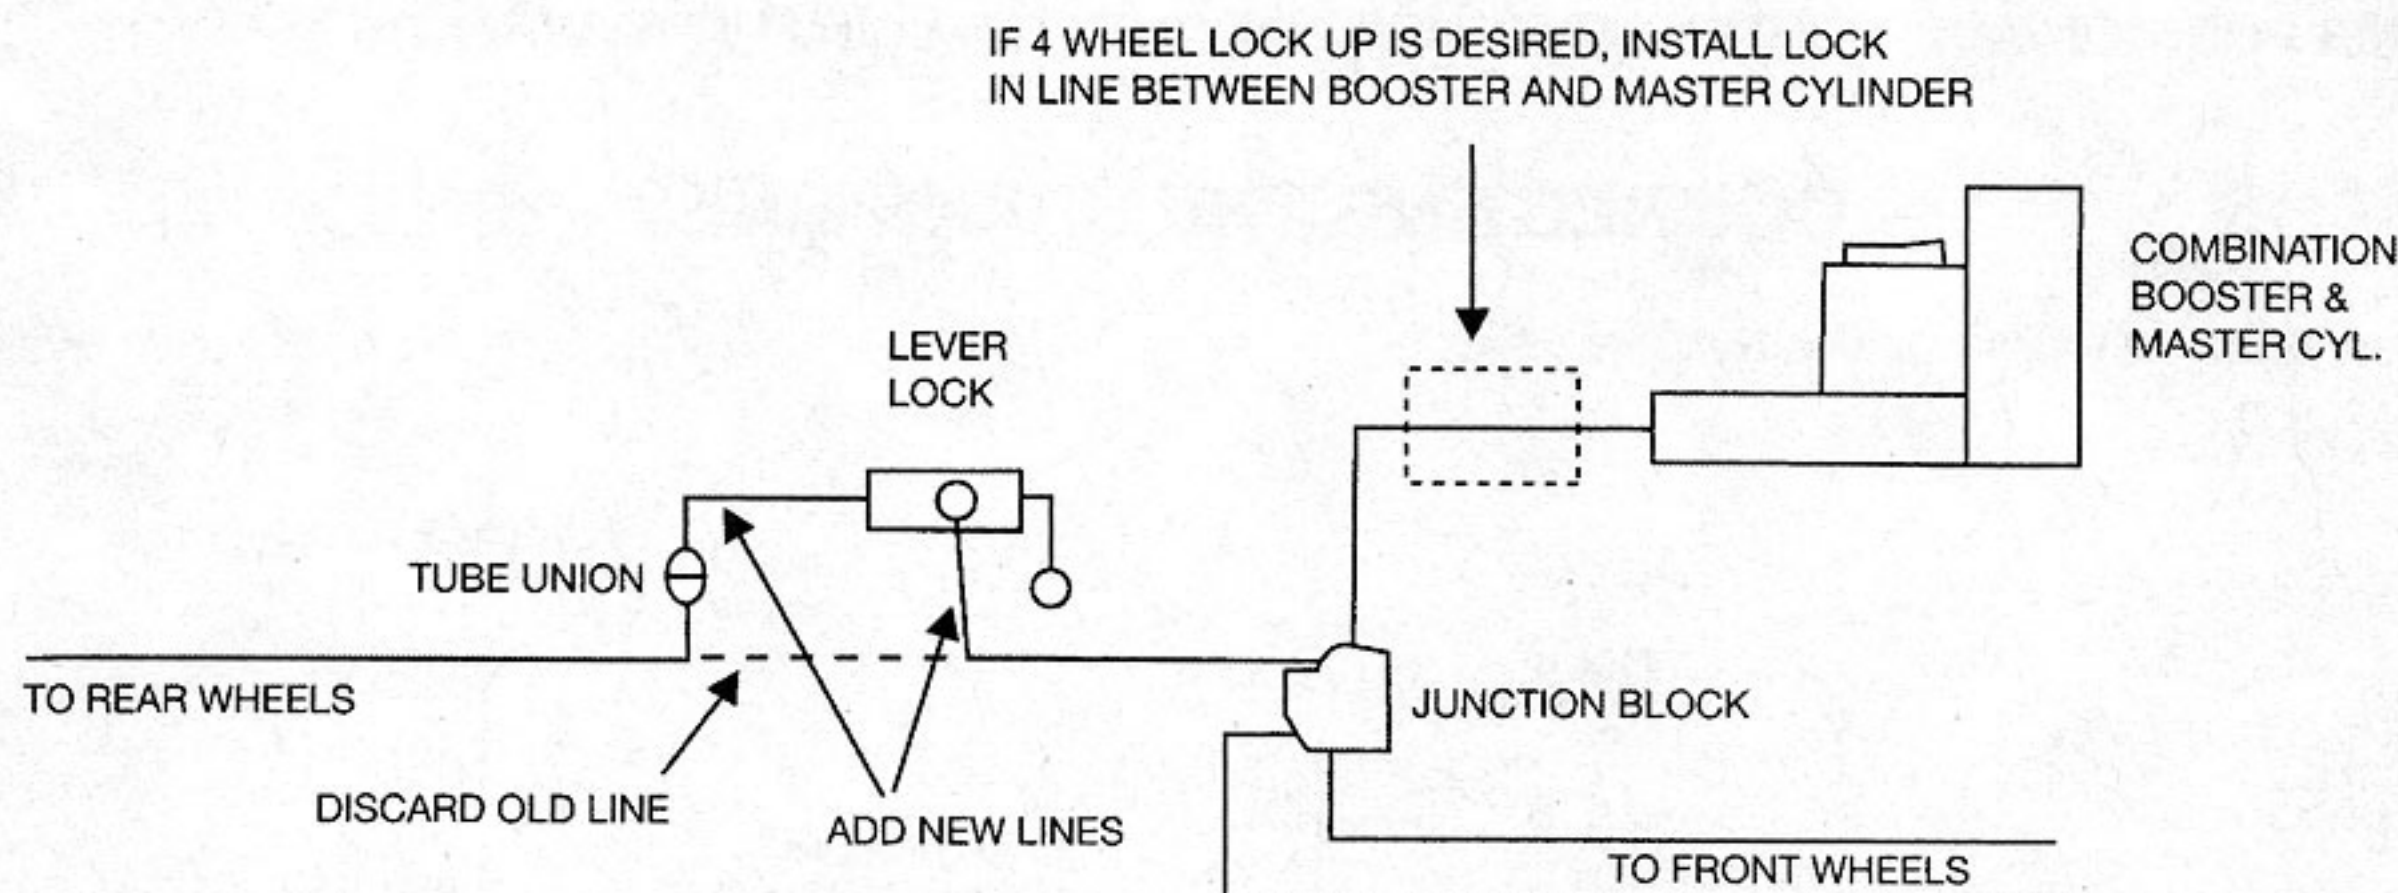 IF 4 WHEEL LOCK UP IS DESIRED, INSTALL LOCK
IN LINE BETWEEN BOOSTER AND MASTER CYLINDER
COMBINATION
BOOSTER &
MASTER CYL.
LEVER
LOCK
TUBE UNION
TO REAR WHEELS
JUNCTION BLOCK
DISCARD OLD LINE
ADD NEW LINES
TO FRONT WHEELS